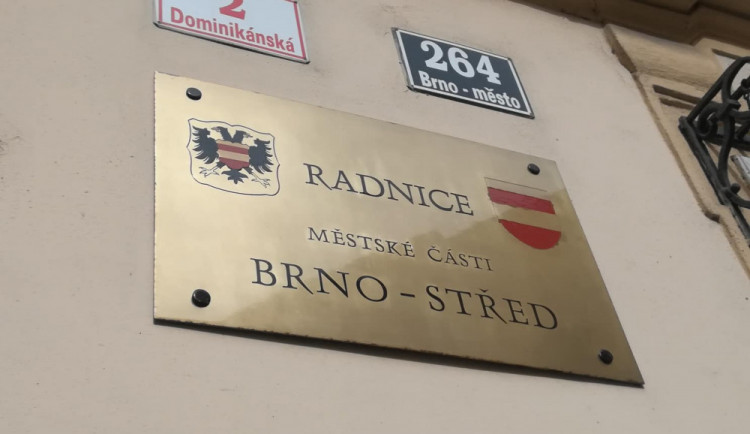 2
Dominikánská
264
Brno - město
RADNICE
MĚSTSKÉ ČÁSTI
BRNO - STŘED